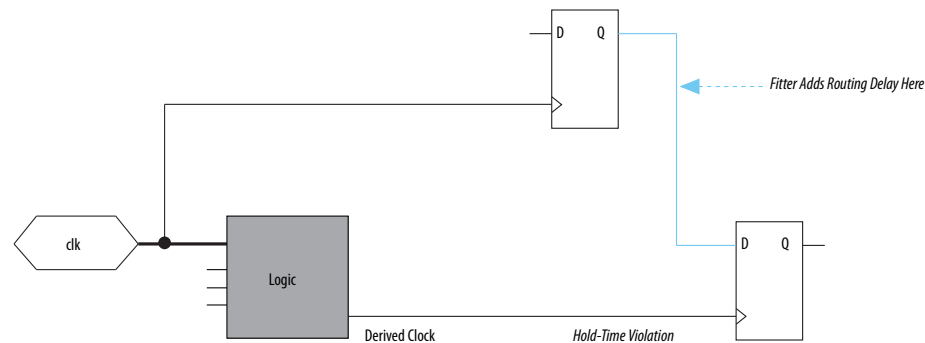 D Q
Fitter Adds Routing Delay Here
clk
D Q
Logic
Derived Clock
Hold-Time Violation